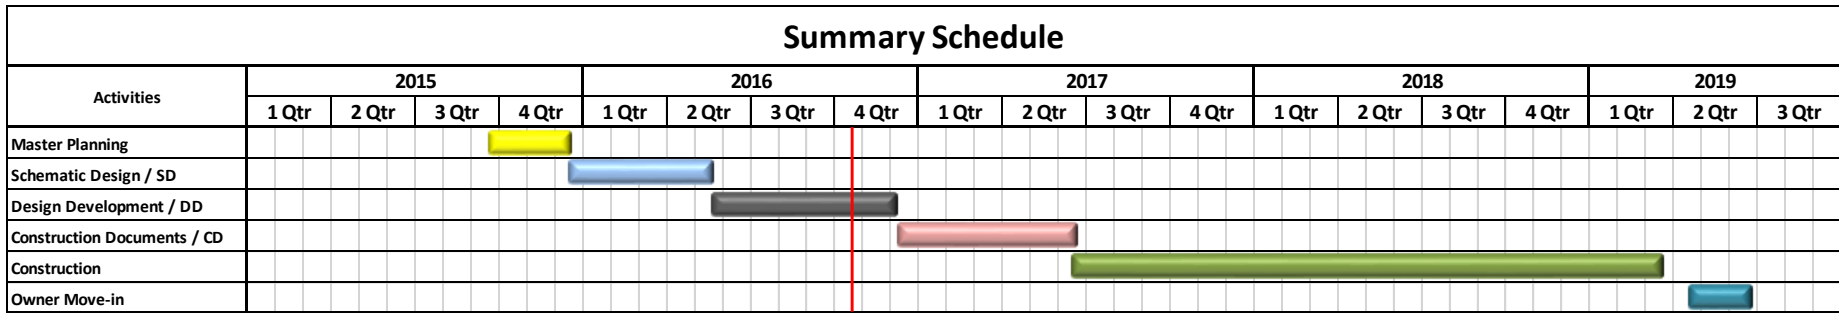 Summary Schedule
Activities 2015 2016 2017 2018 2019
1 Qtr 2 Qtr 3 Qtr 4 Qtr 1 Qtr 2 Qtr 3 Qtr 4 Qtr 1 Qtr 2 Qtr 3 Qtr 4 Qtr 1 Qtr 2 Qtr 3 Qtr 4 Qtr 1 Qtr 2 Qtr 3 Qtr
Master Planning
Schematic Design / SD
Design Development / DD
Construction Documents / CD
Construction
Owner Move-in